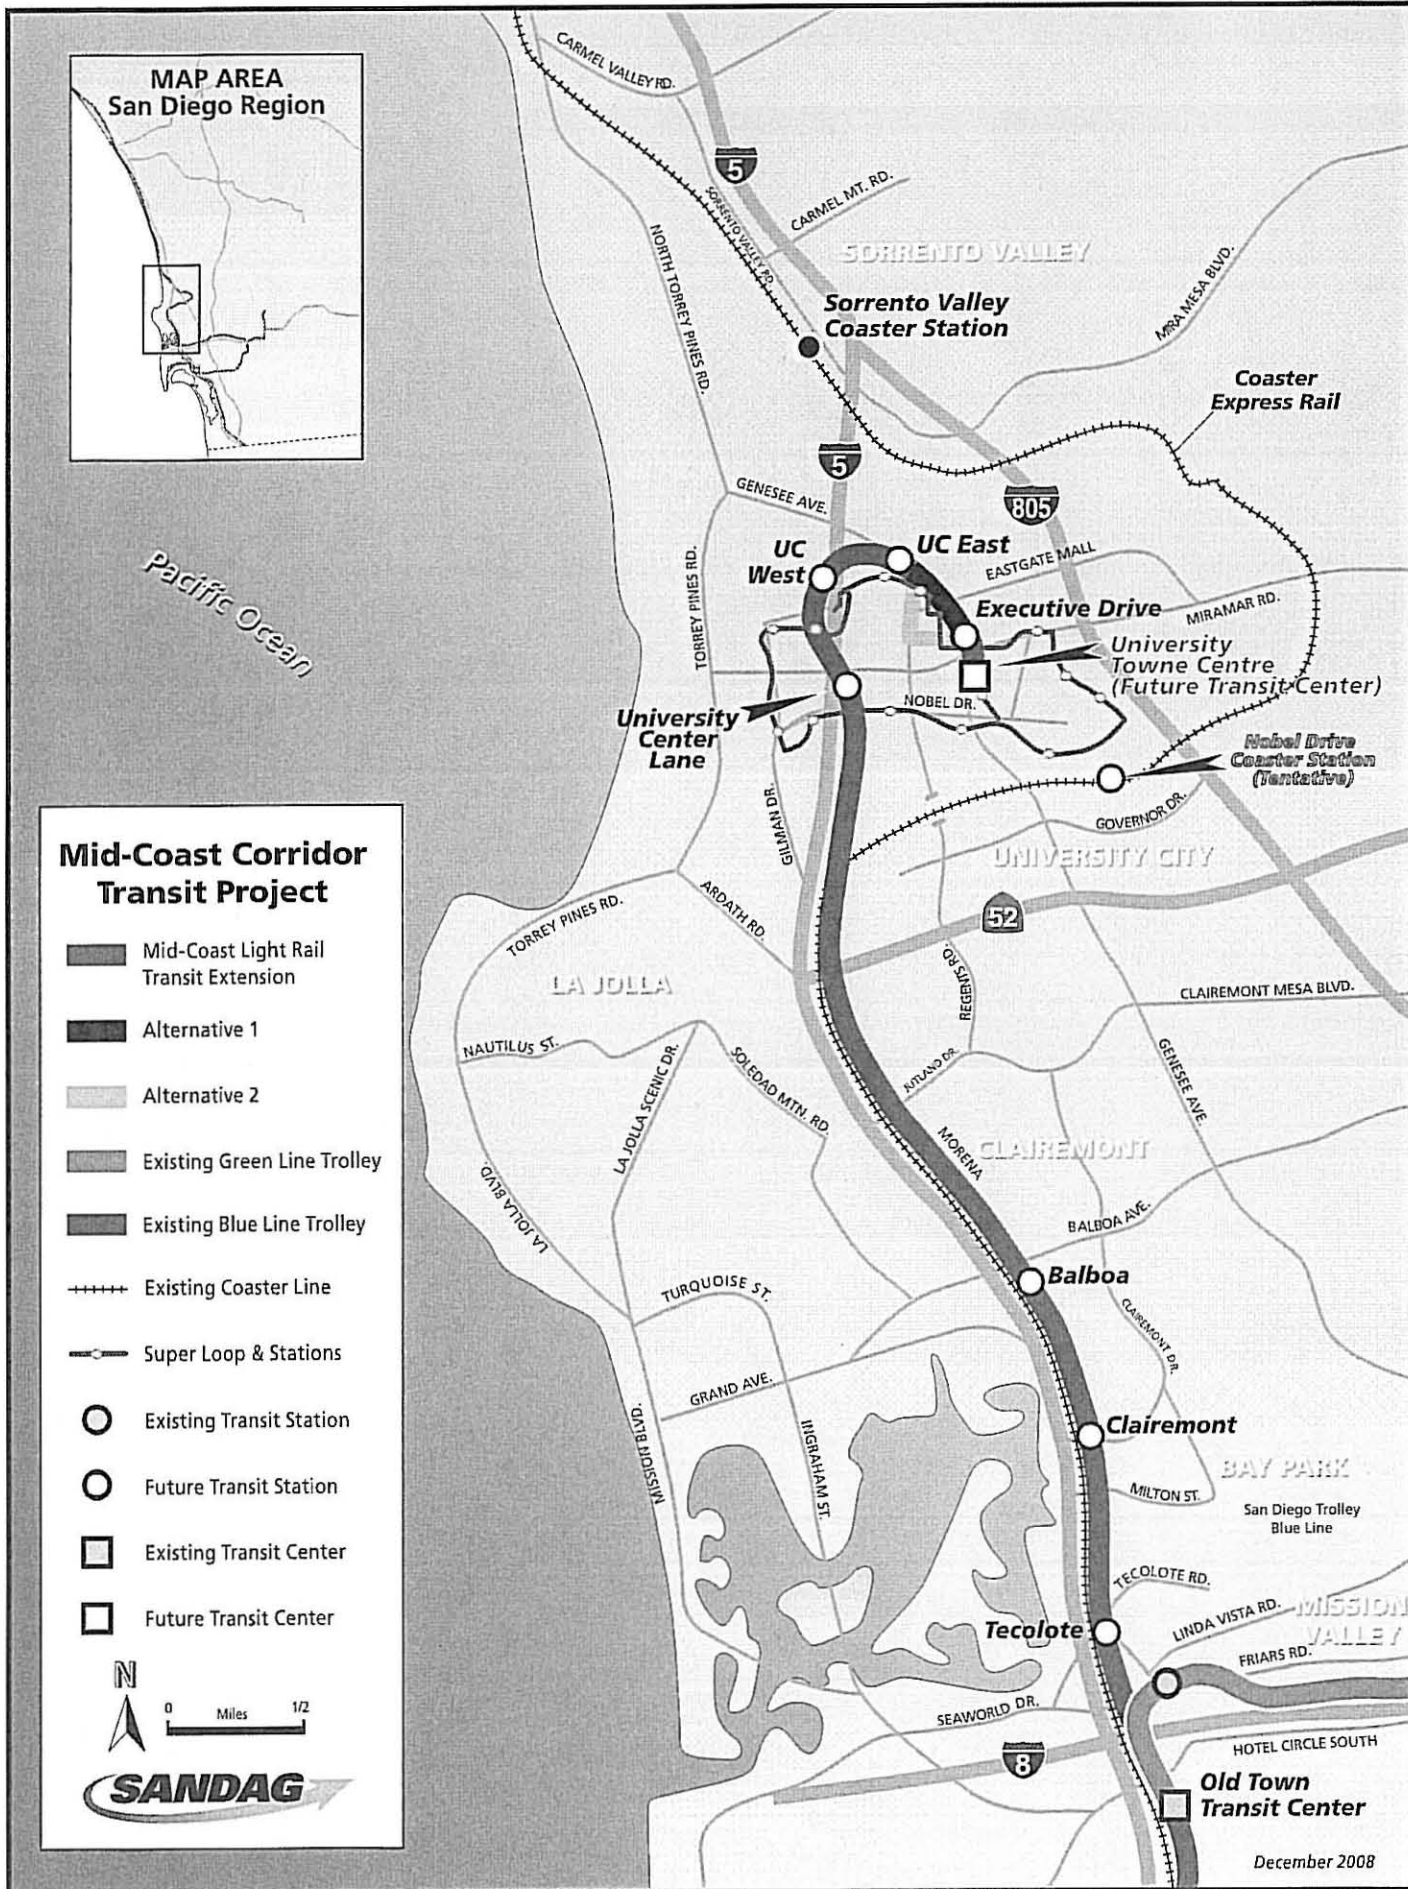 MAP AREA
San Diego Region
CARMEL VALLEY RD.
5
SORRENTO VALLEY RD.
CARMEL MT. RD.
SORRENTO VALLEY
NORTH TORREY PINES RD.
MIRA MESA BLVD.
Sorrento Valley
Coaster Station
Coaster
Express Rail
5
805
GENESEE AVE.
UC
West
UC East
EASTGATE MALL
Pacific Ocean
TORREY PINES RD.
Executive Drive
MIRAMAR RD.
University
Towne Centre
(Future Transit Center)
NOBEL DR.
University
Center
Lane
Nobel Drive
Coaster Station
(Tentative)
GILMAN DR.
GOVERNOR DR.
UNIVERSITY CITY
ARDATH RD.
52
TORREY PINES RD.
REGENTS RD.
LA JOLLA
CLAIREMONT MESA BLVD.
NAUTILUS ST.
LA JOLLA SCENIC DR.
SOLEDAD MTN. RD.
JUTLAND DR.
GENESEE AVE.
MORENA
CLAIREMONT
LA JOLLA BLVD.
BALBOA AVE.
Balboa
TURQUOISE ST.
CLAIREMONT DR.
GRAND AVE.
MISSION BLVD.
INGRAHAM ST.
Clairemont
BAY PARK
MILTON ST.
San Diego Trolley
Blue Line
TECOLOTE RD.
Tecolote
LINDA VISTA RD.
MISSION
VALLEY
FRIARS RD.
SEAWORLD DR.
HOTEL CIRCLE SOUTH
8
Old Town
Transit Center
December 2008
Mid-Coast Corridor
Transit Project
Mid-Coast Light Rail
Transit Extension
Alternative 1
Alternative 2
Existing Green Line Trolley
Existing Blue Line Trolley
Existing Coaster Line
Super Loop & Stations
Existing Transit Station
Future Transit Station
Existing Transit Center
Future Transit Center
N
0 Miles 1/2
SANDAG